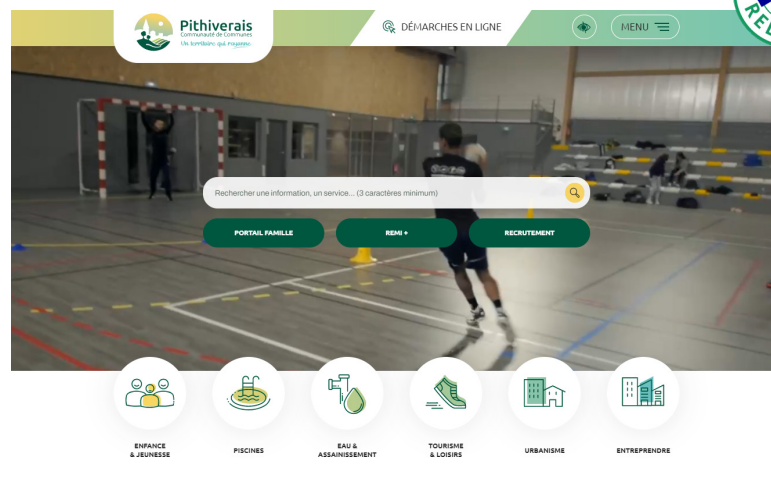 Pithiverais
Communauté de Communes
Un territoire qui rayonne
DÉMARCHES EN LIGNE
MENU
RE
Rechercher une information, un service... (3 caractères minimum)
PORTAIL FAMILLE
REMI +
RECRUTEMENT
ENFANCE
& JEUNESSE
PISCINES
EAU &
ASSAINISSEMENT
TOURISME
& LOISIRS
URBANISME
ENTREPRENDRE